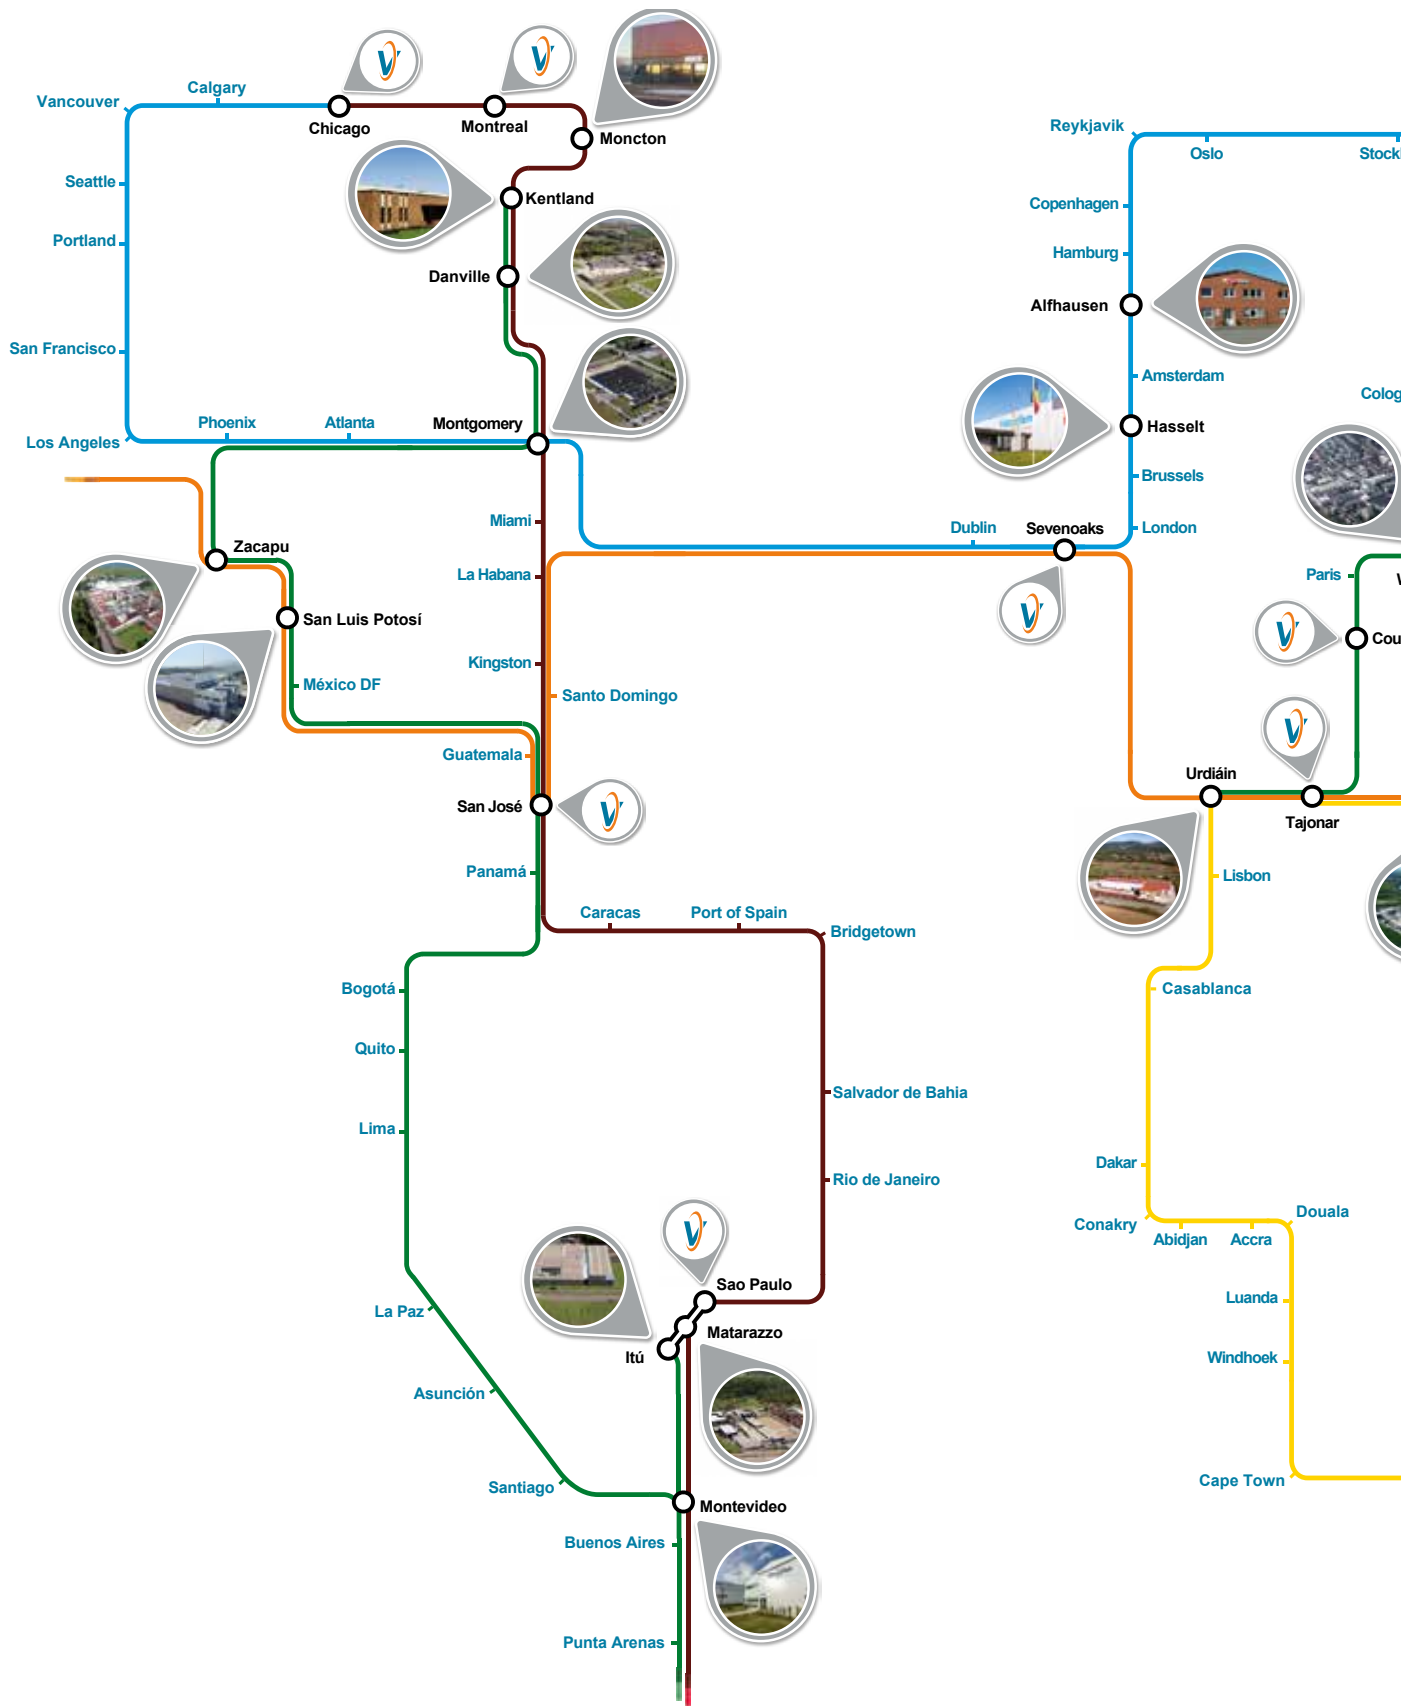 Calgary
Vancouver
Chicago
Montreal
Moncton
Reykjavik
Oslo
Seattle
Kentland
Copenhagen
Portland
Hamburg
Danville
Alfhausen
San Francisco
Amsterdam
Phoenix
Atlanta
Montgomery
Los Angeles
Hasselt
Brussels
Miami
Dublin
Sevenoaks
London
Zacapu
La Habana
Paris
San Luis Potosí
Kingston
México DF
Santo Domingo
Guatemala
Urdiáin
San José
Tajonar
Panamá
Lisbon
Caracas
Port of Spain
Bridgetown
Bogotá
Casablanca
Quito
Salvador de Bahia
Lima
Dakar
Rio de Janeiro
Conakry
Abidjan
Accra
Douala
Sao Paulo
Luanda
La Paz
Matarazzo
Itú
Windhoek
Asunción
Santiago
Cape Town
Montevideo
Buenos Aires
Punta Arenas